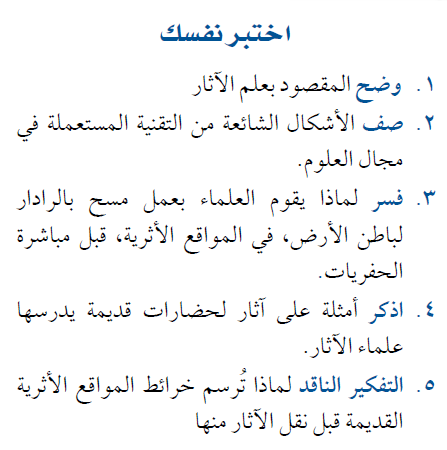 اختبر نفسك
١. وضح المقصود بعلم الآثار
٢. صف الأشكال الشائعة من التقنية المستعملة في
مجال العلوم.
٣. فسر لماذا يقوم العلماء بعمل مسح بالرادار
لباطن الأرض، في المواقع الأثرية، قبل مباشرة
الحفريات.
٤. اذكر أمثلة على آثار لحضارات قديمة يدرسها
علماء الآثار.
٥. التفكير الناقد لماذا تُرسم خرائط المواقع الأثرية
القديمة قبل نقل الآثار منها